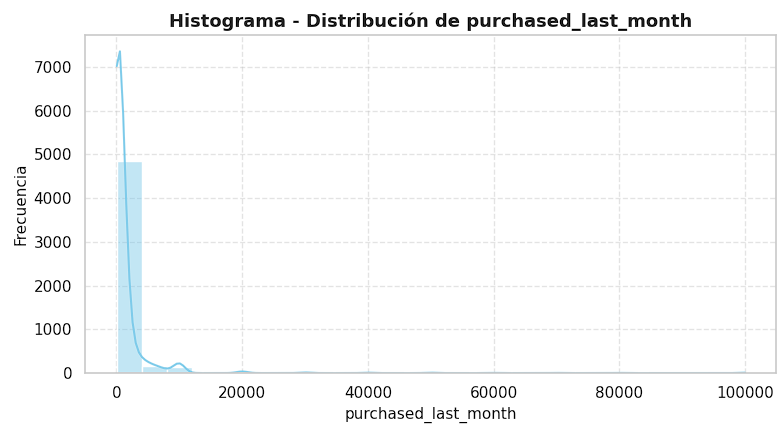 Histograma - Distribución de purchased_last_month
Frecuencia
7000
6000
5000
4000
3000
2000
1000
0
0 20000 40000 60000 80000 100000
purchased_last_month